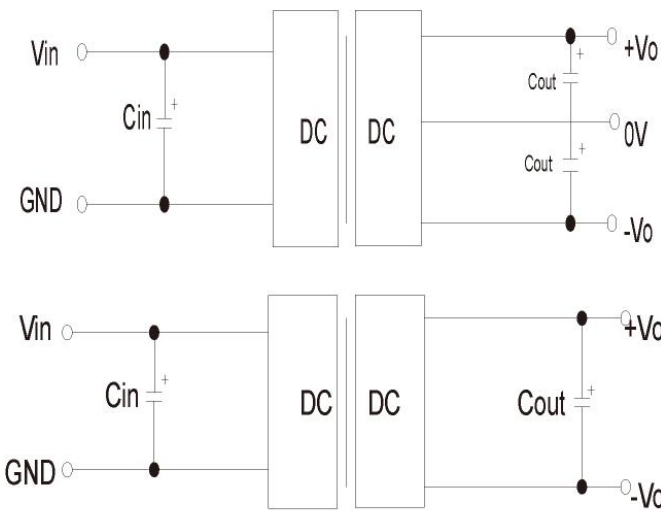 Vin
+Vo
+
Cout
+
Cin
DC
DC
0V
+
Cout
GND
-Vo
Vin
+Vo
+
Cin
DC
DC
Cout
+
GND
-Vo